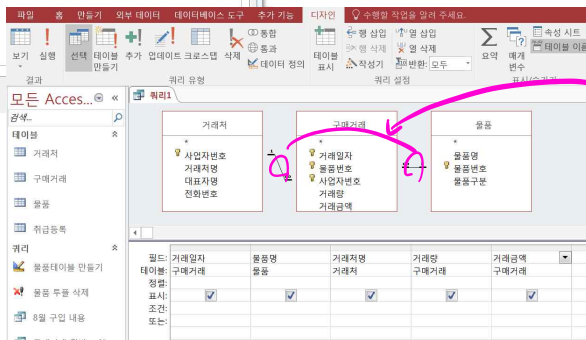 파일 홈 만들기 외부 데이터 데이터베이스 도구 추가 기능 디자인 수행할 작업을 알려 주세요.
보기 실행 선택 테이블 만들기 추가 업데이트 크로스탭 삭제 통합 통과 데이터 정의 테이블 표시 행 삽입 행 삭제 작성기 열 삽입 열 삭제 반환: 모두 요약 매개 변수 속성 시트 테이블 이름
결과 쿼리 유형 쿼리 설정
모든 Acces... «
쿼리1
검색...
테이블
거래처
구매거래
물품
취급등록
쿼리
물품테이블 만들기
물품 투플 삭제
8월 구입 내용
거래처
*
사업자번호
거래처명
대표자명
전화번호
구매거래
*
거래일자
물품번호
사업자번호
거래량
거래금액
물품
*
물품명
물품번호
물품구분
필드: 거래일자 물품명 거래처명 거래량 거래금액
테이블: 구매거래 물품 거래처 구매거래 구매거래
정렬:
표시:
조건:
또는: